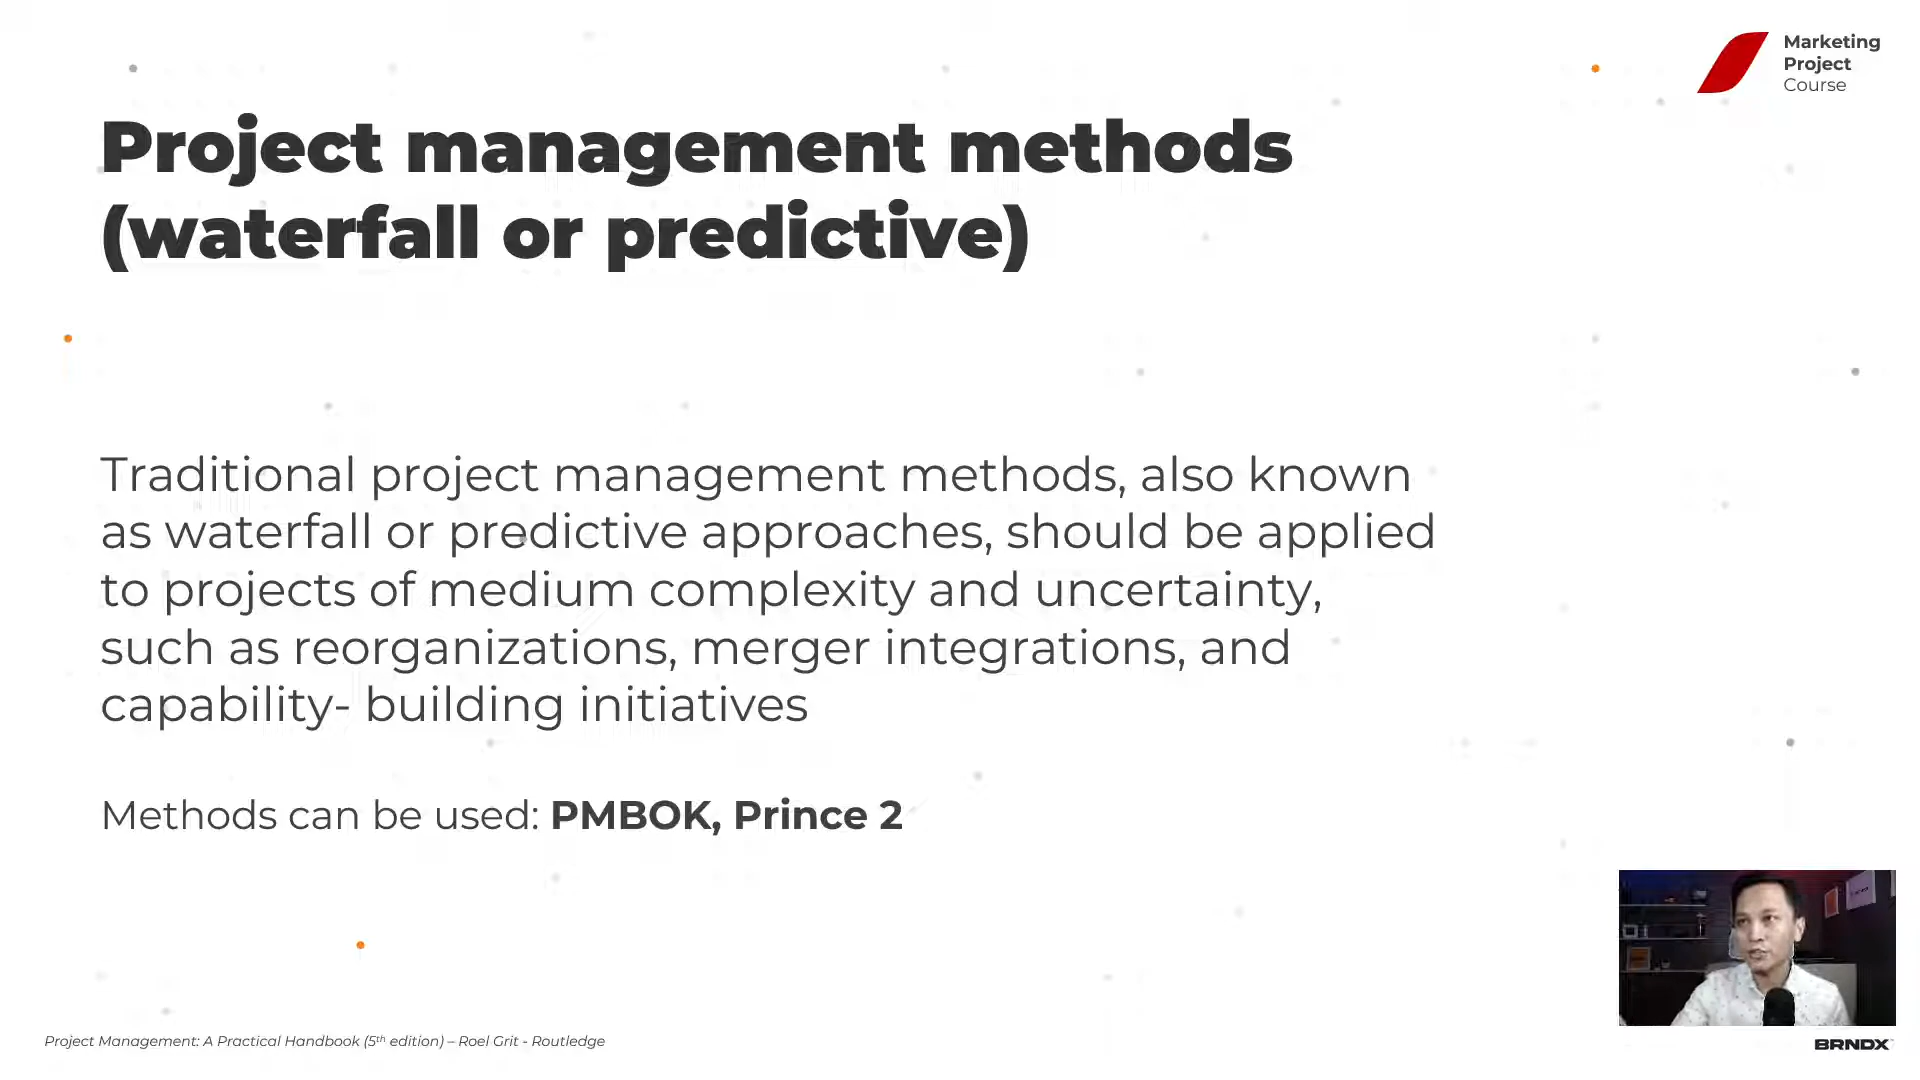 Marketing
Project
Course
Project management methods
(waterfall or predictive)
Traditional project management methods, also known
as waterfall or predictive approaches, should be applied
to projects of medium complexity and uncertainty,
such as reorganizations, merger integrations, and
capability- building initiatives
Methods can be used: PMBOK, Prince 2
Project Management: A Practical Handbook (5th edition) – Roel Grit - Routledge
BRNDX